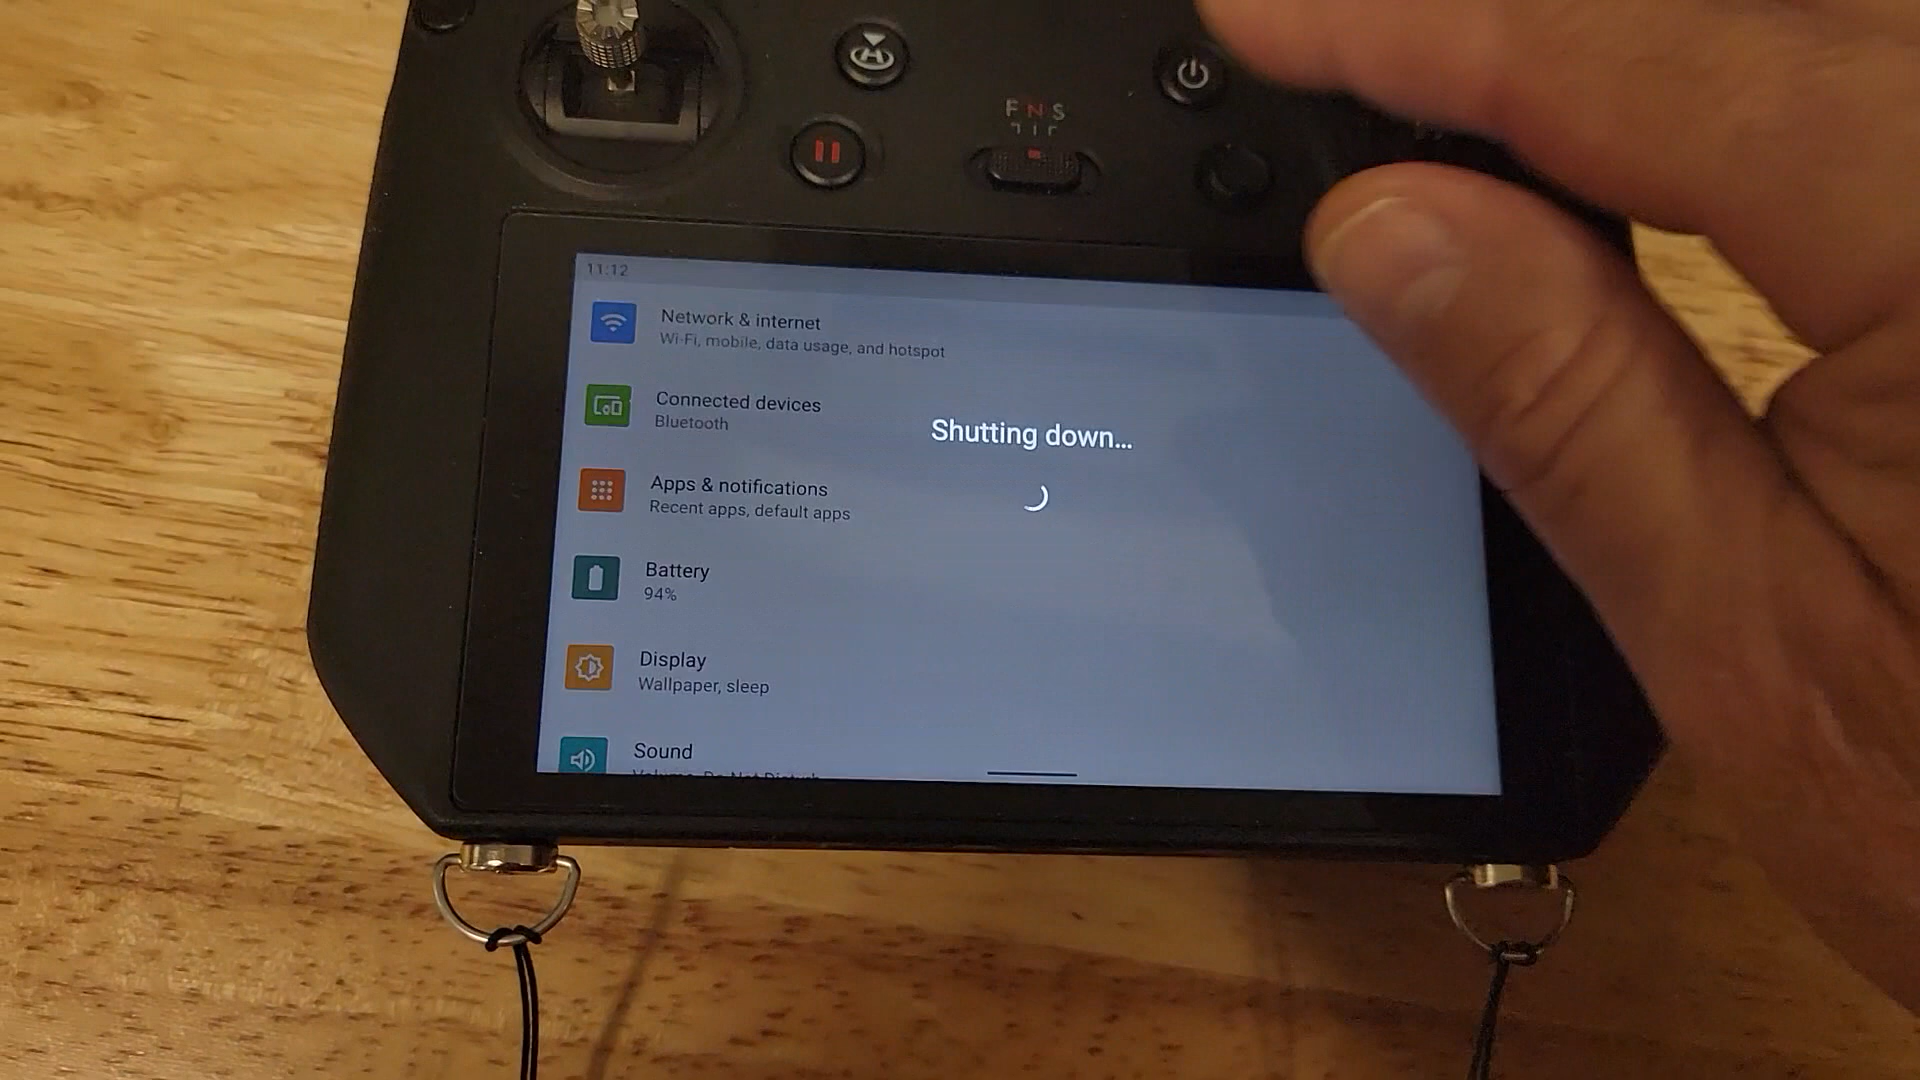 F N S
11:12
Network & internet
Wi-Fi, mobile, data usage, and hotspot
Connected devices
Bluetooth
Shutting down...
Apps & notifications
Recent apps, default apps
Battery
94%
Display
Wallpaper, sleep
Sound